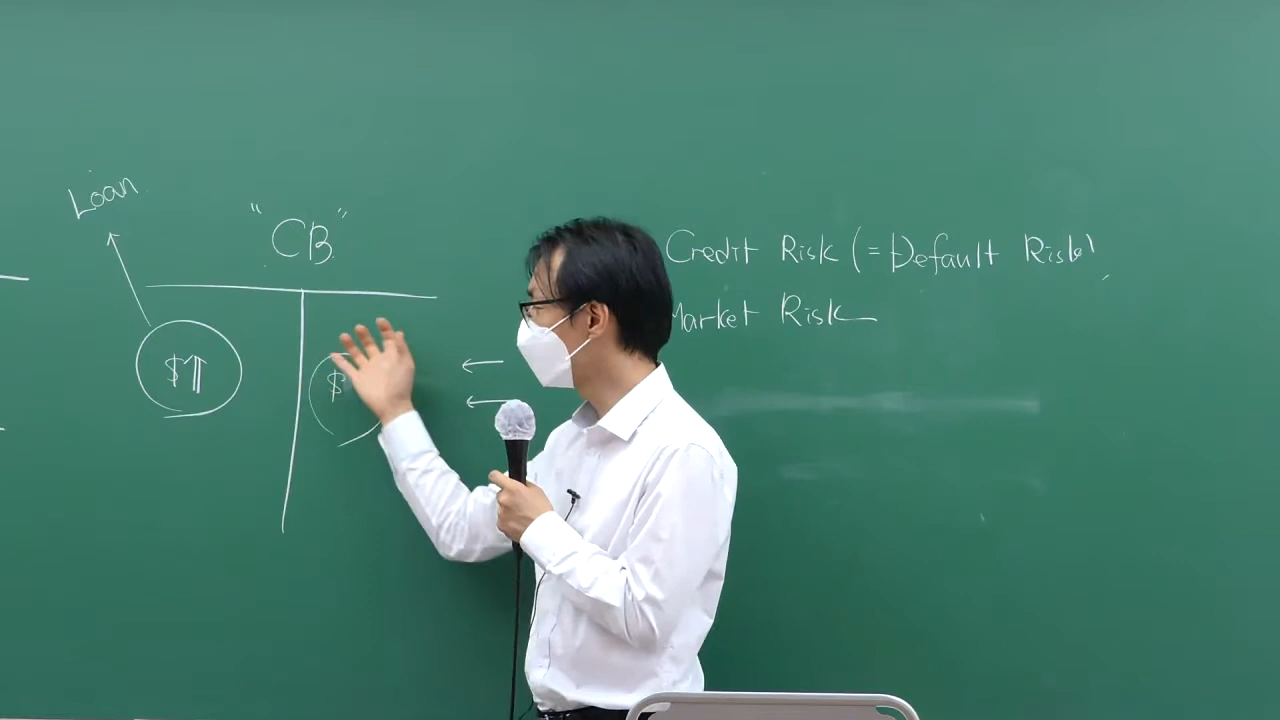 Loan
"CB"
$⇑
$
Credit Risk (= Default Risk)
Market Risk